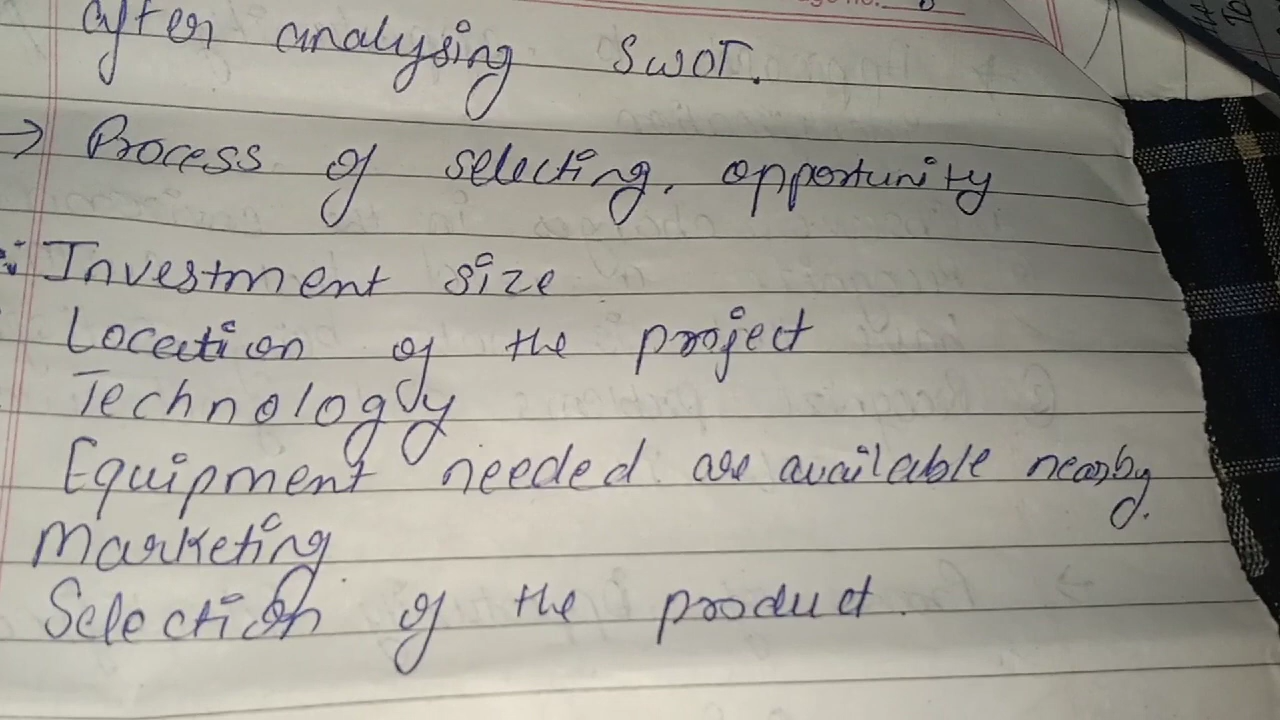 after analysing SWOT.
→ Process of selecting, opportunity
Investment size
Location of the project
Technology
Equipment needed are available nearby.
Marketing
Selection of the product.